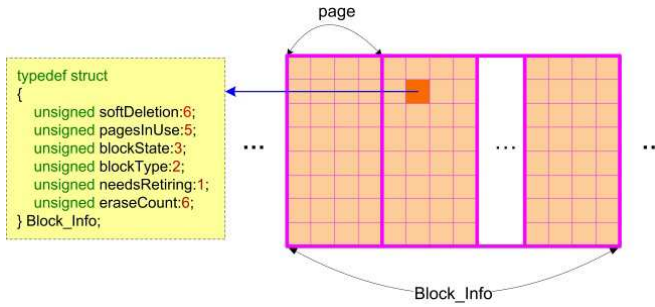 page
typedef struct
{
unsigned softDeletion:6;
unsigned pagesInUse:5;
unsigned blockState:3;
unsigned blockType:2;
unsigned needsRetiring:1;
unsigned eraseCount:6;
} Block_Info;
... ... ..
Block_Info